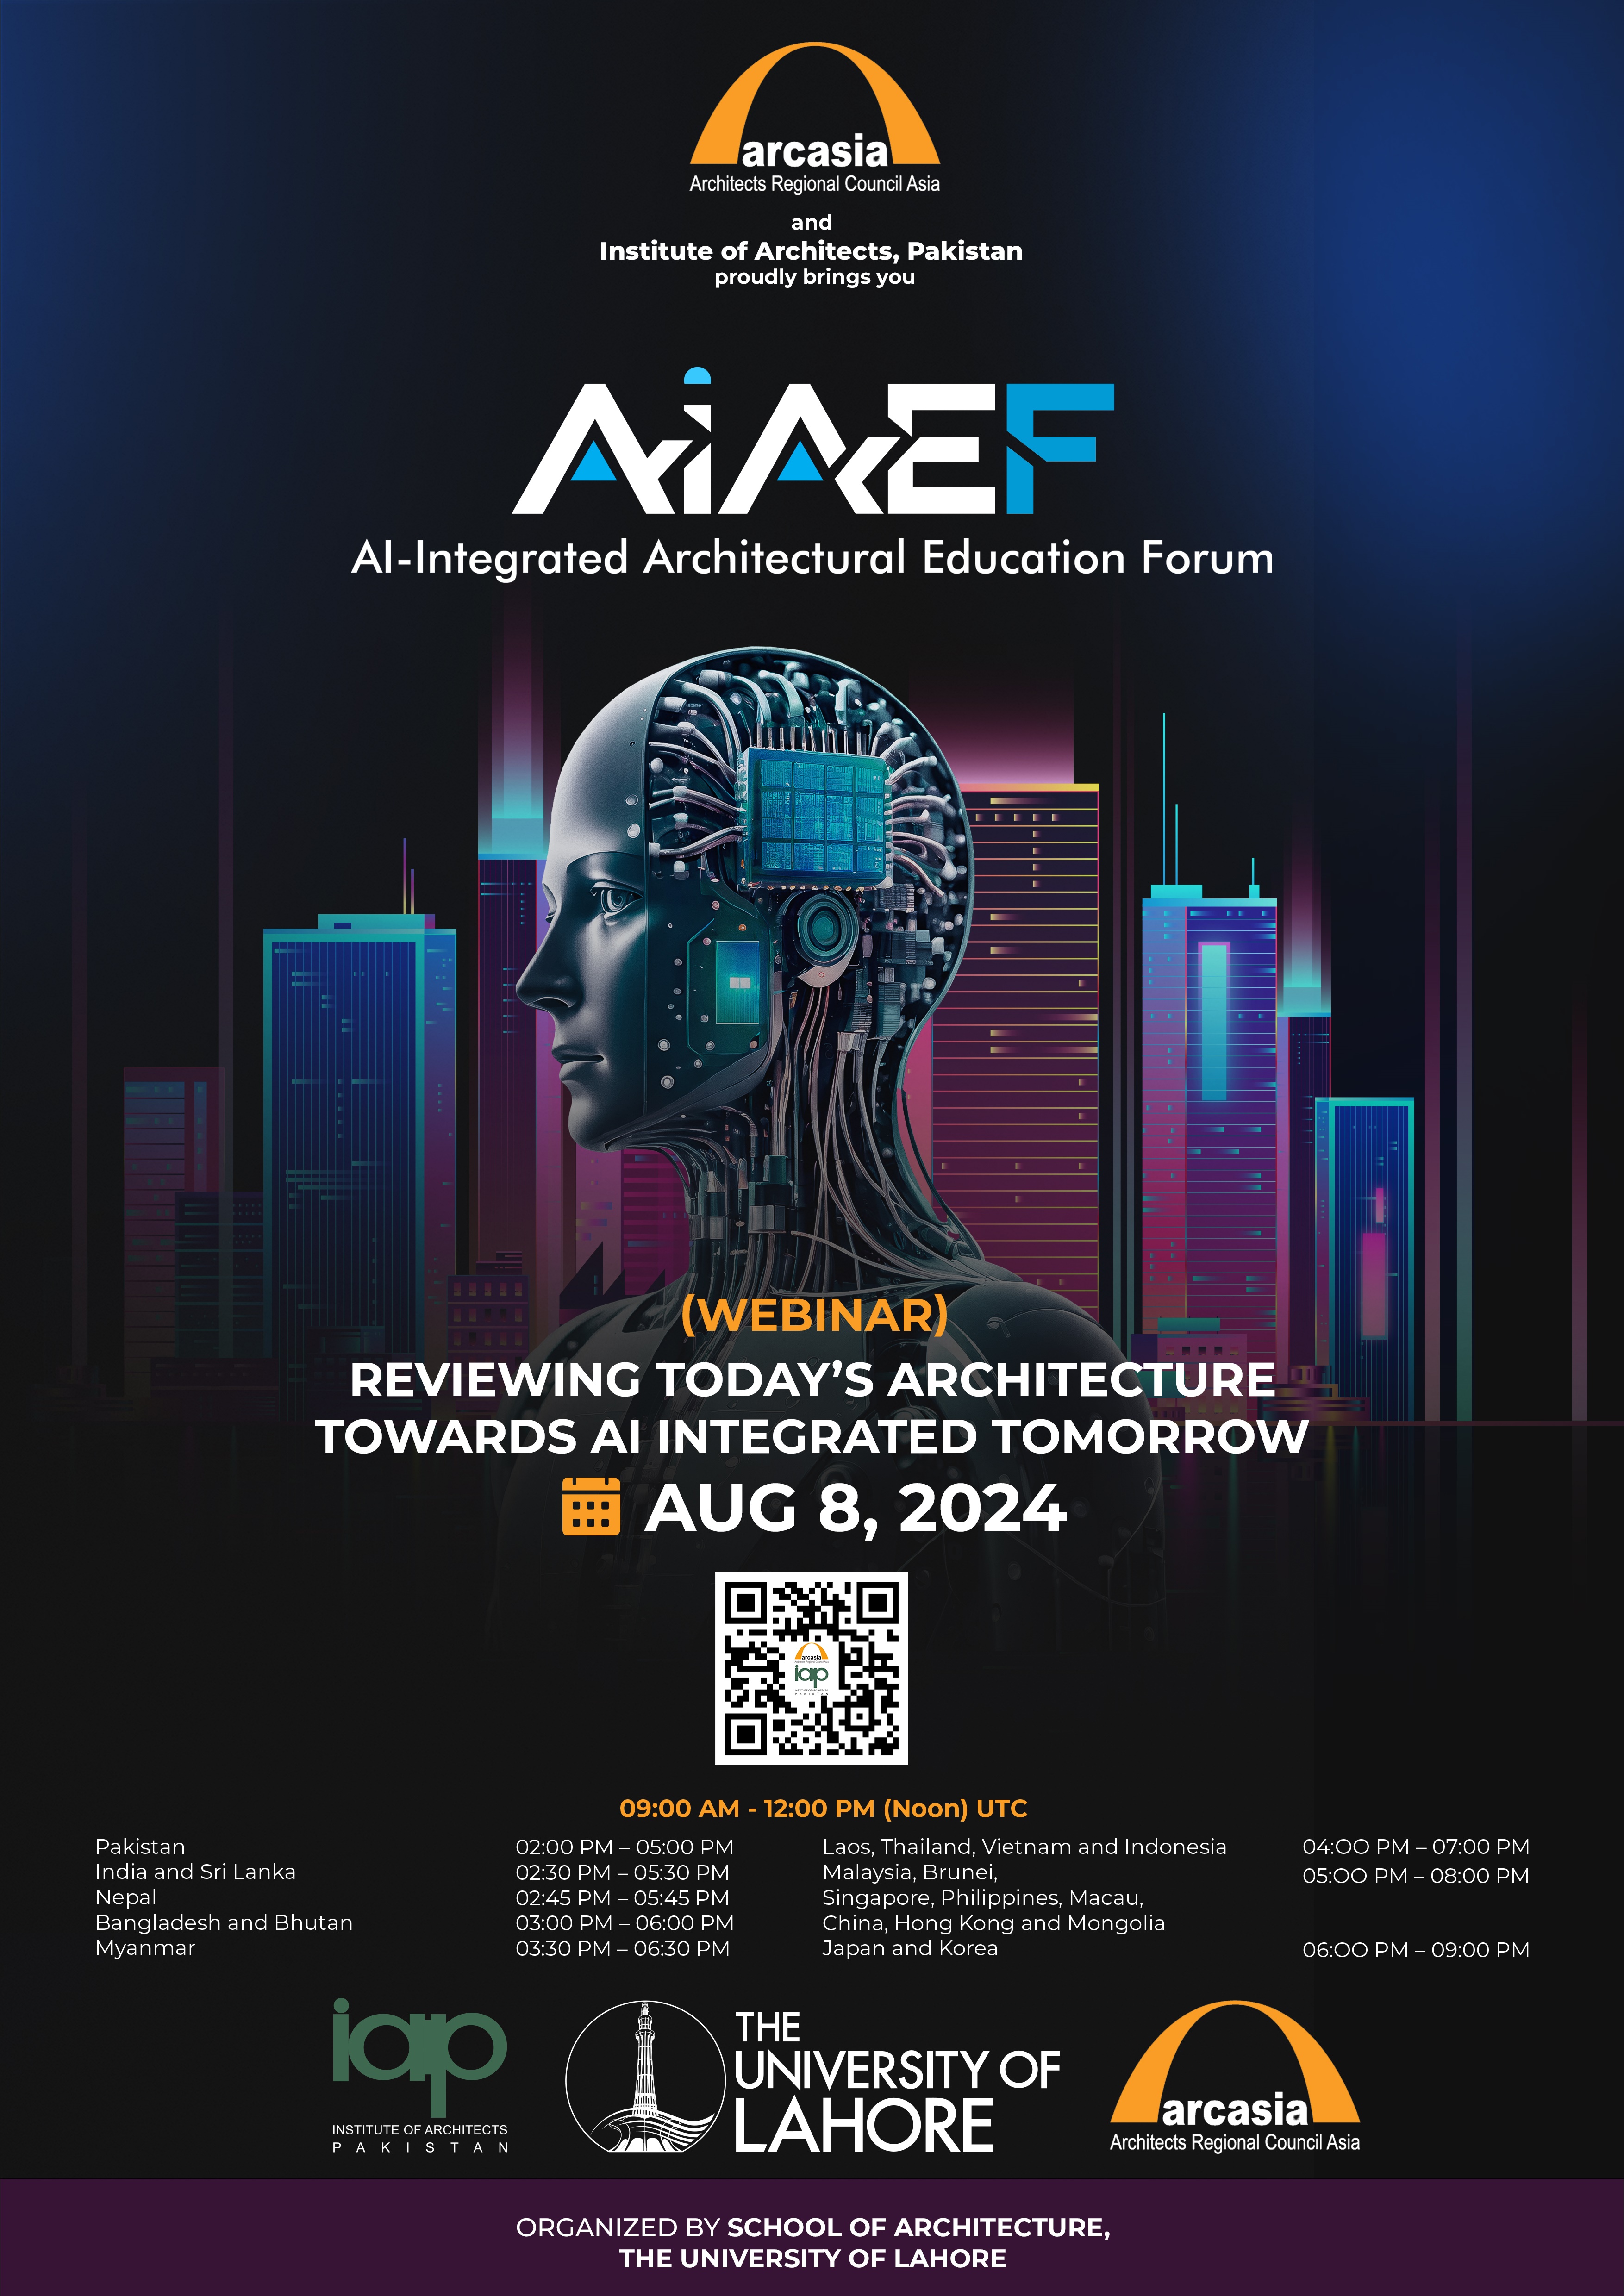 arcasia
Architects Regional Council Asia
and
Institute of Architects, Pakistan
proudly brings you
AiAEF
AI-Integrated Architectural Education Forum
(WEBINAR)
REVIEWING TODAY’S ARCHITECTURE
TOWARDS AI INTEGRATED TOMORROW
AUG 8, 2024
arcasia
iap
09:00 AM - 12:00 PM (Noon) UTC
Pakistan 02:00 PM – 05:00 PM
India and Sri Lanka 02:30 PM – 05:30 PM
Nepal 02:45 PM – 05:45 PM
Bangladesh and Bhutan 03:00 PM – 06:00 PM
Myanmar 03:30 PM – 06:30 PM
Laos, Thailand, Vietnam and Indonesia 04:OO PM – 07:00 PM
Malaysia, Brunei, 05:OO PM – 08:00 PM
Singapore, Philippines, Macau,
China, Hong Kong and Mongolia
Japan and Korea 06:OO PM – 09:00 PM
iap
INSTITUTE OF ARCHITECTS
PAKISTAN
THE
UNIVERSITY OF
LAHORE
arcasia
Architects Regional Council Asia
ORGANIZED BY SCHOOL OF ARCHITECTURE,
THE UNIVERSITY OF LAHORE